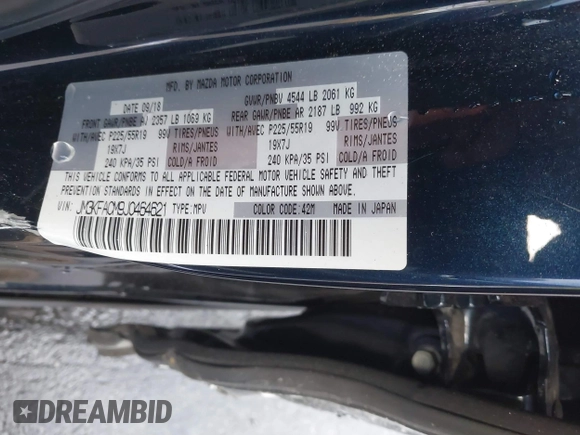 MFD. BY MAZDA MOTOR CORPORATION
DATE 09/18 GVWR/PNBV 4544 LB 2061 KG
FRONT GAWR/PNBE AV 2357 LB 1069 KG REAR GAWR/PNBE AR 2187 LB 992 KG
WITH/AVEC P225/55R19 99V TIRES/PNEUS WITH/AVEC P225/55R19 99V TIRES/PNEUS
19X7J RIMS/JANTES 19X7J RIMS/JANTES
240 KPA/35 PSI COLD/A FROID 240 KPA/35 PSI COLD/A FROID
THIS VEHICLE CONFORMS TO ALL APPLICABLE FEDERAL MOTOR VEHICLE SAFETY AND THEFT
PREVENTION STANDARDS IN EFFECT ON THE DATE OF MANUFACTURE SHOWN ABOVE.
VIN: JM3KFACM9J0464621 TYPE: MPV COLOR CODE: 42M MADE IN JAPAN
DREAMBID